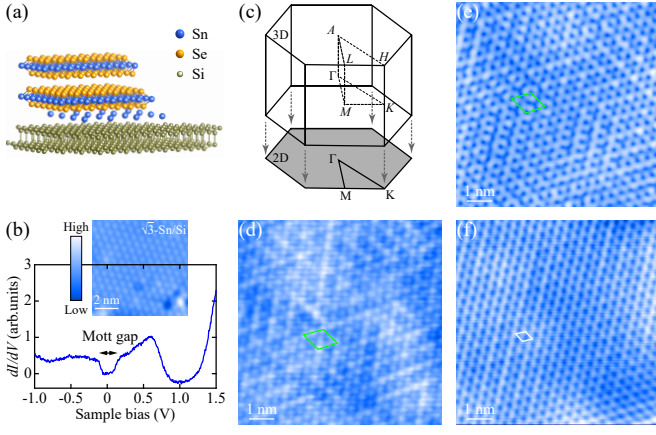 (a)
Sn
Se
Si
(b)
High
Low
√3-Sn/Si
2 nm
Mott gap
dI/dV (arb.units)
3
2
1
0
-1.0 -0.5 0 0.5 1.0 1.5
Sample bias (V)
(c)
3D
A
L
H
Γ
M
K
2D
Γ
M
K
(d)
1 nm
(e)
1 nm
(f)
1 nm